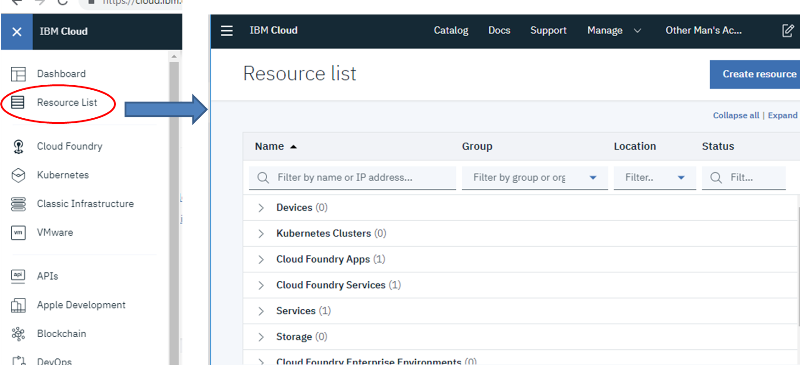 https://cloud.ibm.
IBM Cloud
Dashboard
Resource List
Cloud Foundry
Kubernetes
Classic Infrastructure
vm VMware
api APIs
Apple Development
Blockchain
DevOps
IBM Cloud Catalog Docs Support Manage Other Man's Ac...
Resource list
Create resource
Collapse all | Expand
Name Group Location Status
Filter by name or IP address... Filter by group or org Filter.. Filt...
Devices (0)
Kubernetes Clusters (0)
Cloud Foundry Apps (1)
Cloud Foundry Services (1)
Services (1)
Storage (0)
Cloud Foundry Enterprise Environments (0)